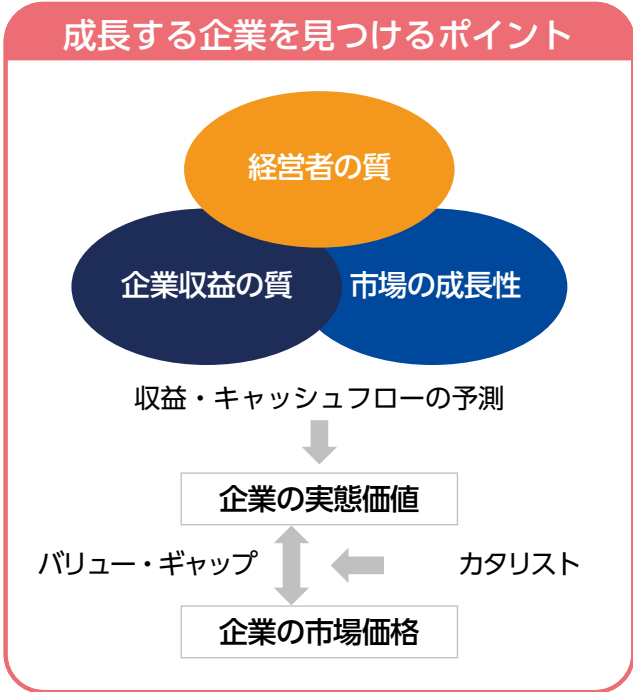 成長する企業を見つけるポイント
経営者の質
企業収益の質
市場の成長性
収益・キャッシュフローの予測
企業の実態価値
バリュー・ギャップ
カタリスト
企業の市場価格